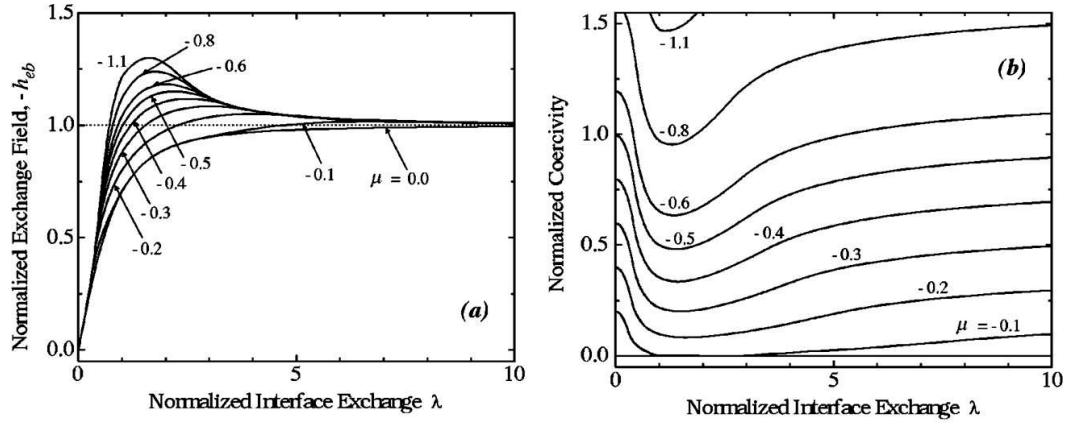 (a)
1.5
1.0
0.5
0.0
Normalized Exchange Field, - h_eb
- 1.1
- 0.8
- 0.6
- 0.5
- 0.4
- 0.3
- 0.2
- 0.1
μ = 0.0
(a)
0
5
10
Normalized Interface Exchange λ
(b)
1.5
1.0
0.5
0.0
Normalized Coercivity
- 1.1
- 0.8
- 0.6
- 0.5
- 0.4
- 0.3
- 0.2
μ = -0.1
(b)
0
5
10
Normalized Interface Exchange λ